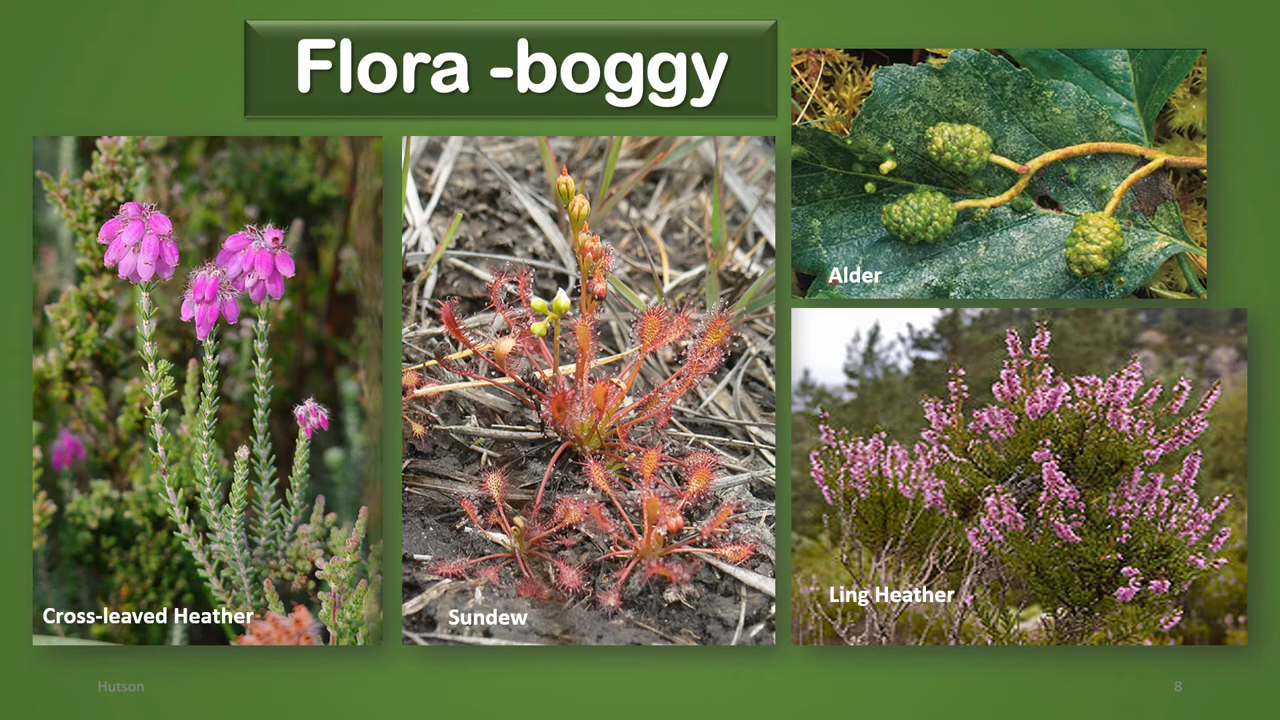 Flora -boggy
Alder
Cross-leaved Heather
Sundew
Ling Heather
Hutson
8